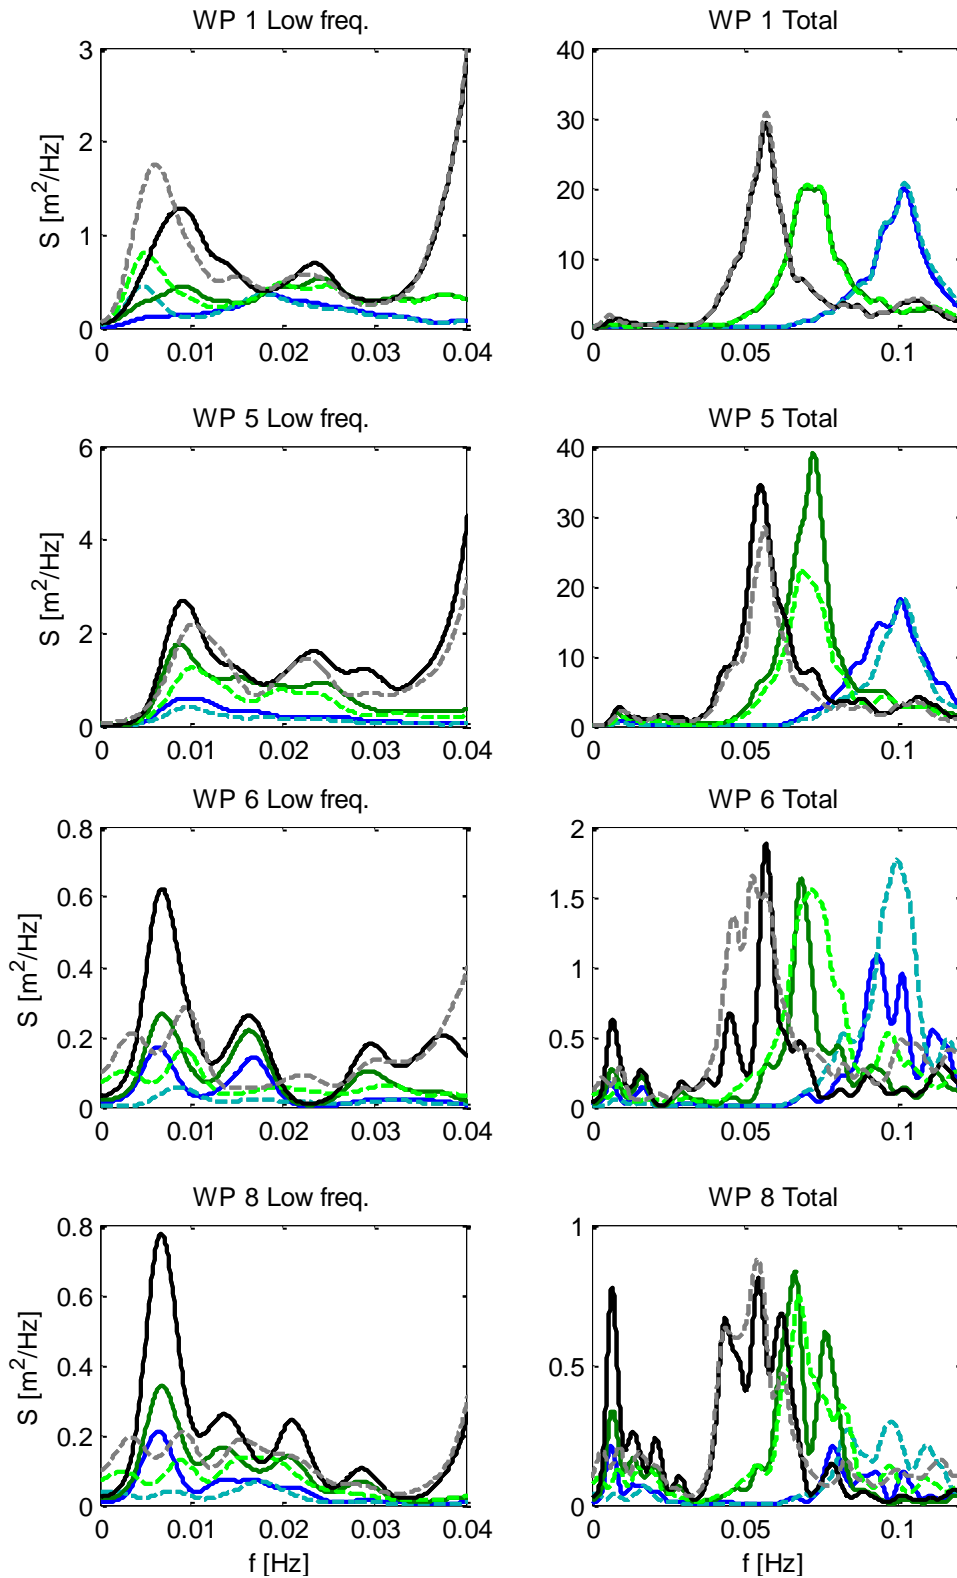 WP 1 Low freq.
WP 1 Total
3
2
1
0
S [m²/Hz]
0 0.01 0.02 0.03 0.04
40
30
20
10
0
0 0.05 0.1
WP 5 Low freq.
WP 5 Total
6
4
2
0
S [m²/Hz]
0 0.01 0.02 0.03 0.04
40
30
20
10
0
0 0.05 0.1
WP 6 Low freq.
WP 6 Total
0.8
0.6
0.4
0.2
0
S [m²/Hz]
0 0.01 0.02 0.03 0.04
2
1.5
1
0.5
0
0 0.05 0.1
WP 8 Low freq.
WP 8 Total
0.8
0.6
0.4
0.2
0
S [m²/Hz]
0 0.01 0.02 0.03 0.04
f [Hz]
1
0.5
0
0 0.05 0.1
f [Hz]